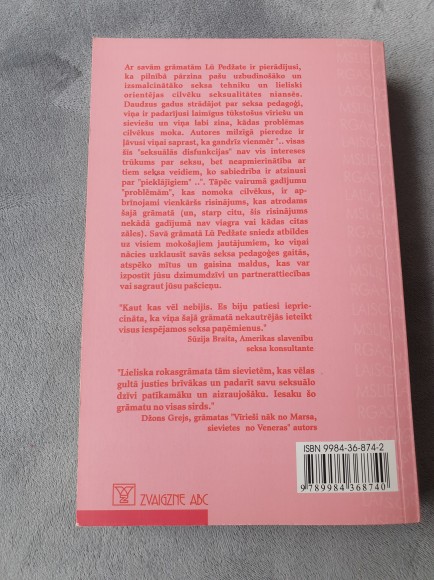 Ar savām grāmatām Lū Pedžate ir pierādījusi,
ka pilnībā pārzina pašu uzbudinošāko un
izsmalcinātāko seksa tehniku un lieliski
orientējas cilvēku seksualitātes niansēs.
Daudzus gadus strādājot par seksa pedagoģi,
viņa ir padarījusi laimīgus tūkstošus vīriešu un
sieviešu un viņa labi zina, kādas problēmas
cilvēkus moka. Autores milzīgā pieredze ir
ļāvusi viņai saprast, ka gandrīz vienmēr ".. visas
šīs "seksuālās disfunkcijas" nav vis intereses
trūkums par seksu, bet neapmierinātība ar
tiem seksa veidiem, ko sabiedrība ir atzinusi
par "pieklājīgiem" ..". Tāpēc vairumā gadījumu
"problēmām", kas nemoka cilvēkus, ir ap-
brīnojami vienkāršs risinājums, kas atrodams
šajā grāmatā (un, starp citu, šis risinājums
nekādā gadījumā nav viagra vai kādas citas
zāles). Savā grāmatā Lū Pedžate sniedz atbildes
uz visiem mokošajiem jautājumiem, ko viņai
nācies uzklausīt savās seksa pedagoģes gaitās,
atspēko mītus un gaisina maldus, kas var
izpostīt jūsu dzimumdzīvi un partnerattiecības
vai sagraut jūsu pašcieņu.
"Kaut kas vēl nebijis. Es biju patiesi ieprie-
cināta, ka viņa šajā grāmatā nekautrējās ieteikt
visus iespējamos seksa paņēmienus."
Sūzija Braita, Amerikas slavenību
seksa konsultante
"Lieliska rokasgrāmata tām sievietēm, kas vēlas
gultā justies brīvākas un padarīt savu seksuālo
dzīvi patīkamāku un aizraujošāku. Iesaku šo
grāmatu no visas sirds."
Džons Grejs, grāmatas "Vīrieši nāk no Marsa,
sievietes no Veneras" autors
ISBN 9984-36-874-2
9 789984 368740
ZVAIGZNE ABC